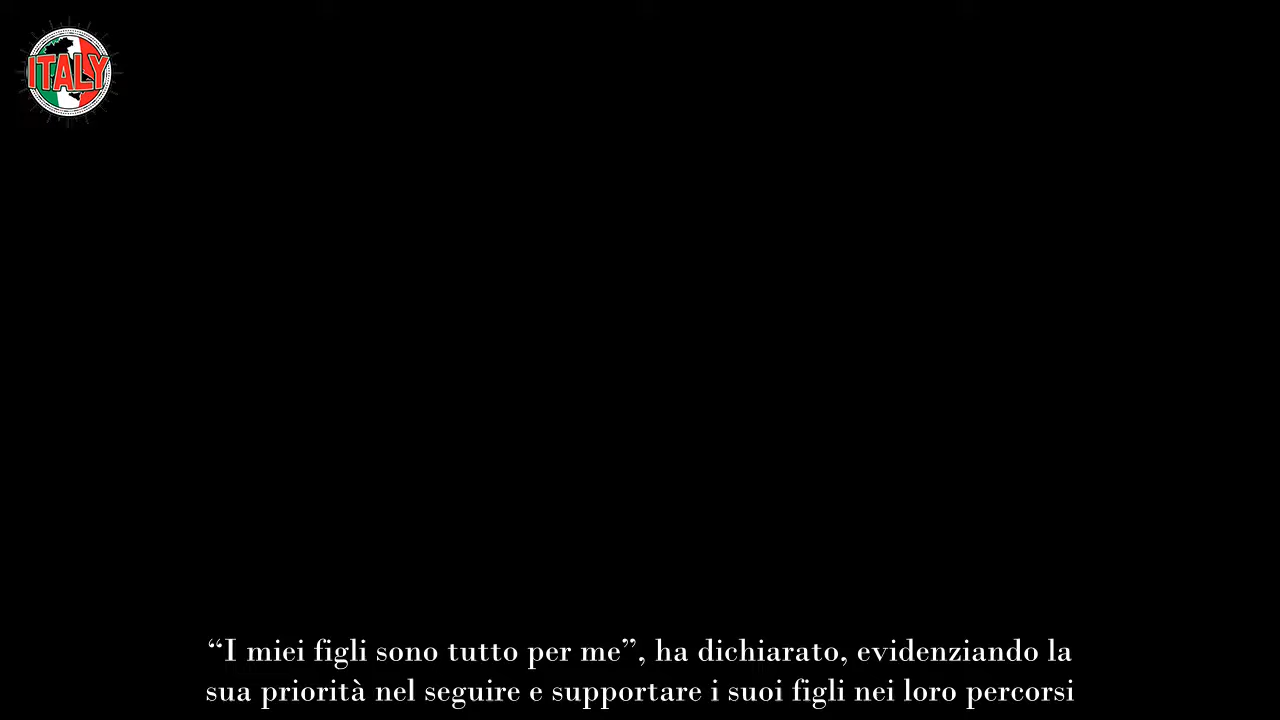 ITALY
“I miei figli sono tutto per me”, ha dichiarato, evidenziando la
sua priorità nel seguire e supportare i suoi figli nei loro percorsi